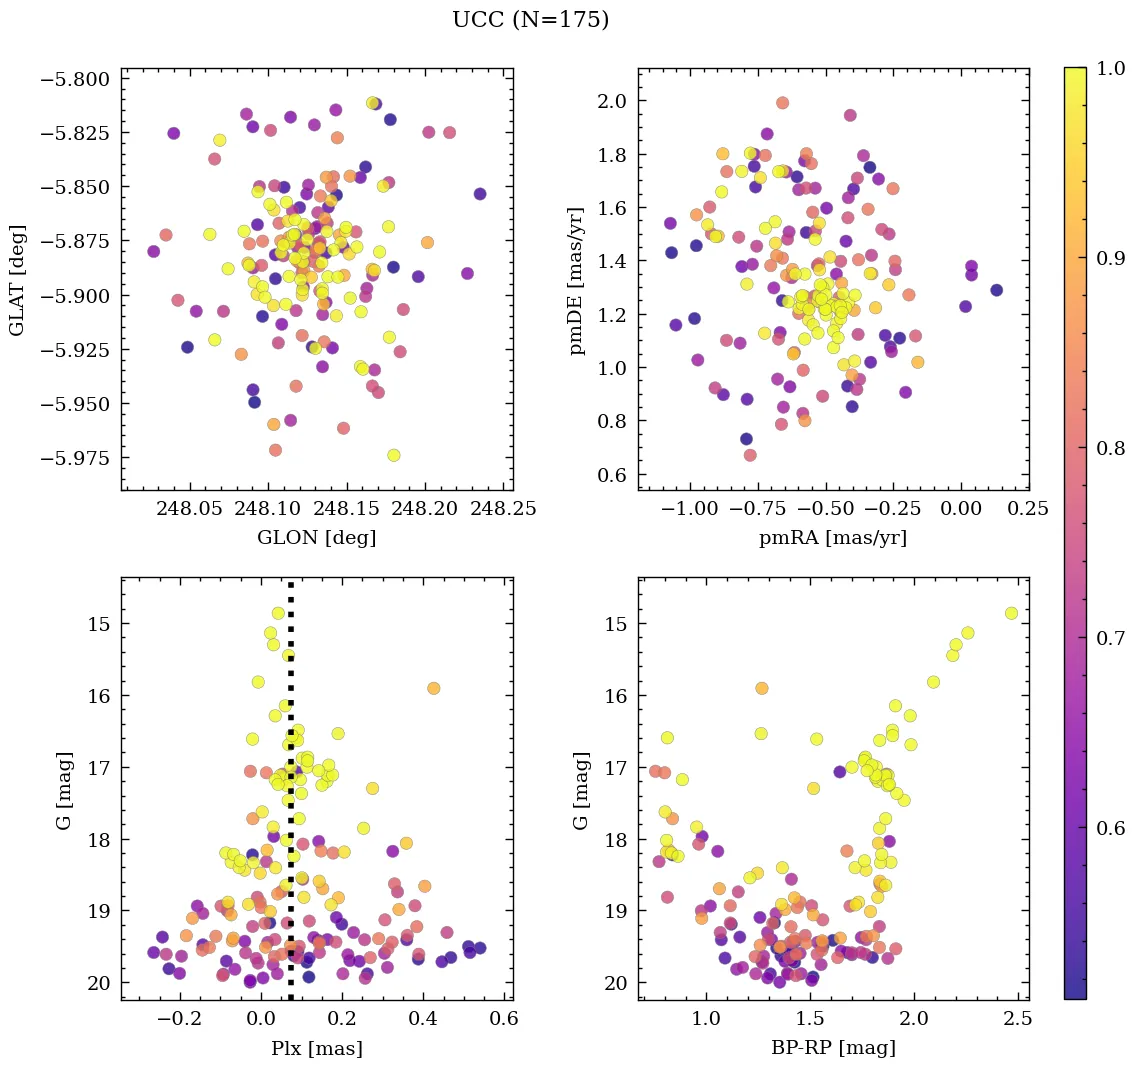 UCC (N=175)
−5.800
−5.825
−5.850
−5.875
−5.900
−5.925
−5.950
−5.975
GLAT [deg]
248.05 248.10 248.15 248.20 248.25
GLON [deg]
2.0
1.8
1.6
1.4
1.2
1.0
0.8
0.6
pmDE [mas/yr]
−1.00 −0.75 −0.50 −0.25 0.00 0.25
pmRA [mas/yr]
1.0
0.9
0.8
0.7
0.6
15
16
17
18
19
20
G [mag]
−0.2 0.0 0.2 0.4 0.6
Plx [mas]
15
16
17
18
19
20
G [mag]
1.0 1.5 2.0 2.5
BP-RP [mag]